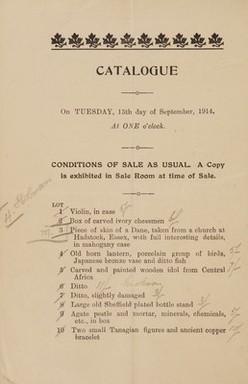 CATALOGUE
On TUESDAY, 15th day of September, 1914,
At ONE o'clock.
CONDITIONS OF SALE AS USUAL. A Copy
is exhibited in Sale Room at time of Sale.
LOT
1 Violin, in case
2 Box of carved ivory chessmen
3 Piece of skin of a Dane, taken from a church at
Hadstock, Essex, with full interesting details,
in mahogany case
4 Old horn lantern, porcelain group of birds,
Japanese bronze vase and ditto fish
5 Carved and painted wooden idol from Central
Africa
6 Ditto
7 Ditto, slightly damaged
8 Large old Sheffield plated bottle stand
9 Agate pestle and mortar, minerals, chemicals,
etc., in box
10 Two small Tanagian figures and ancient copper
bracelet